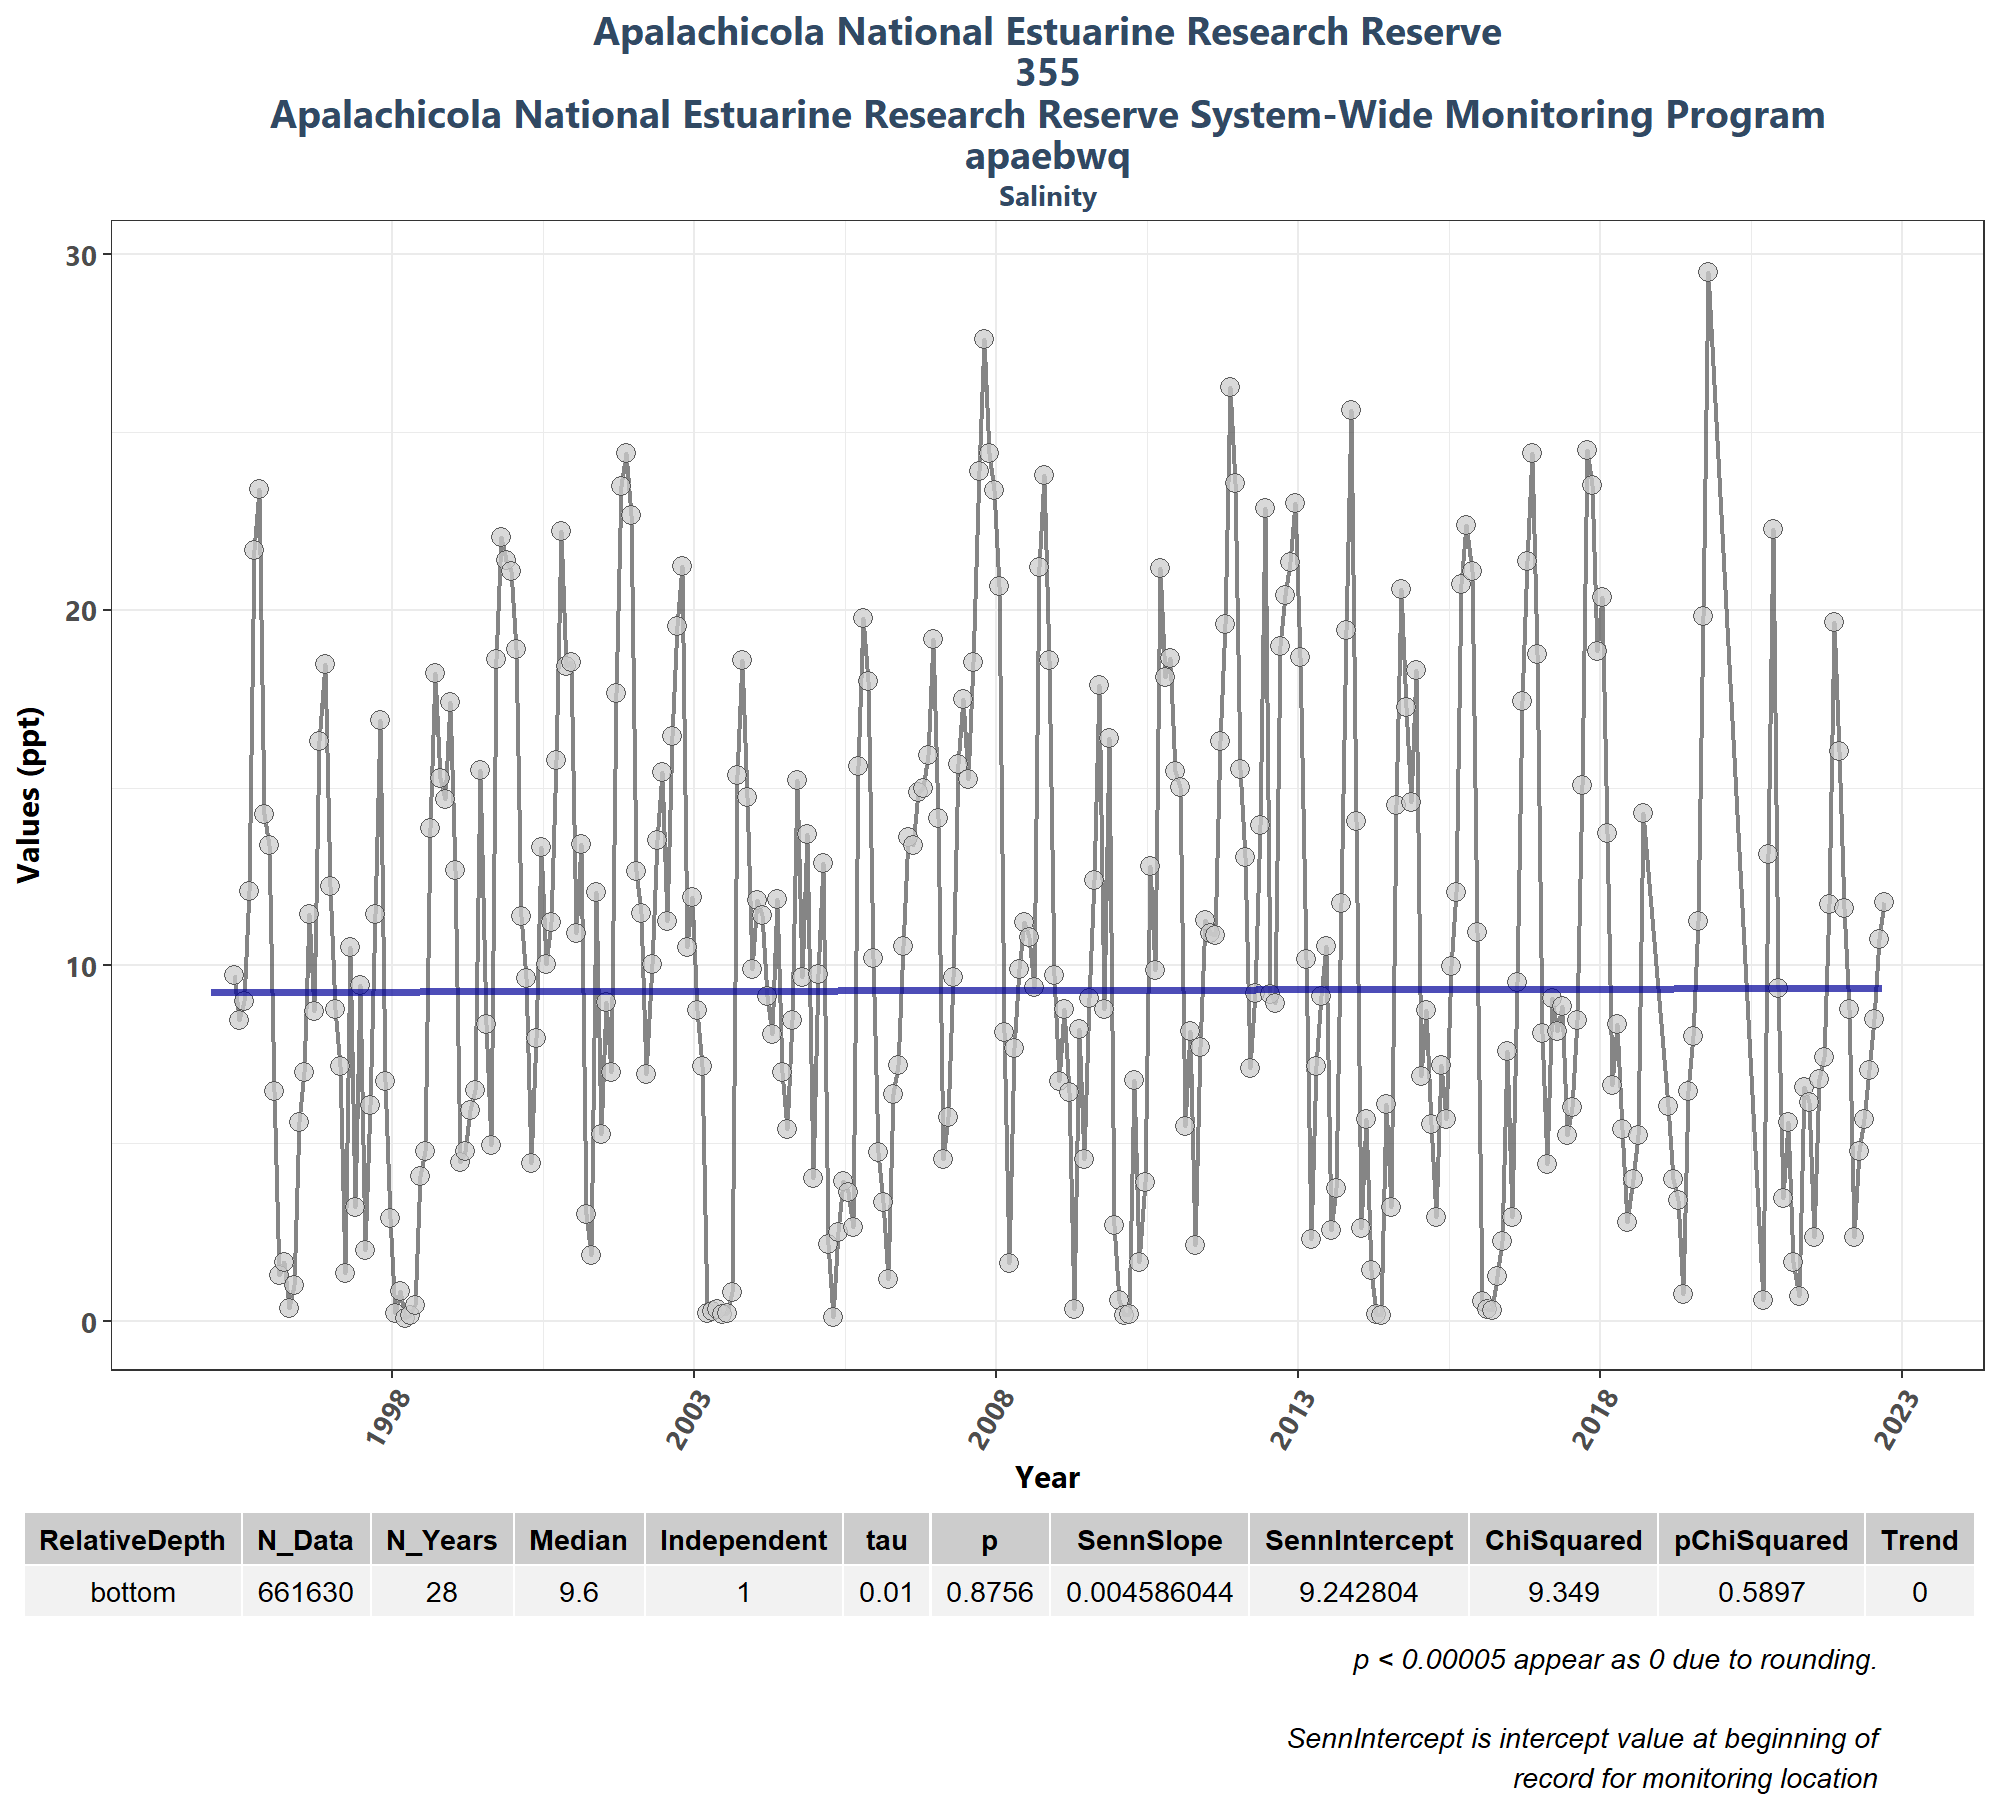 Apalachicola National Estuarine Research Reserve
355
Apalachicola National Estuarine Research Reserve System-Wide Monitoring Program
apaebwq
Salinity
30
20
10
0
Values (ppt)
1998
2003
2008
2013
2018
2023
Year
RelativeDepth N_Data N_Years Median Independent tau p SennSlope SennIntercept ChiSquared pChiSquared Trend
bottom 661630 28 9.6 1 0.01 0.8756 0.004586044 9.242804 9.349 0.5897 0
p < 0.00005 appear as 0 due to rounding.
SennIntercept is intercept value at beginning of
record for monitoring location